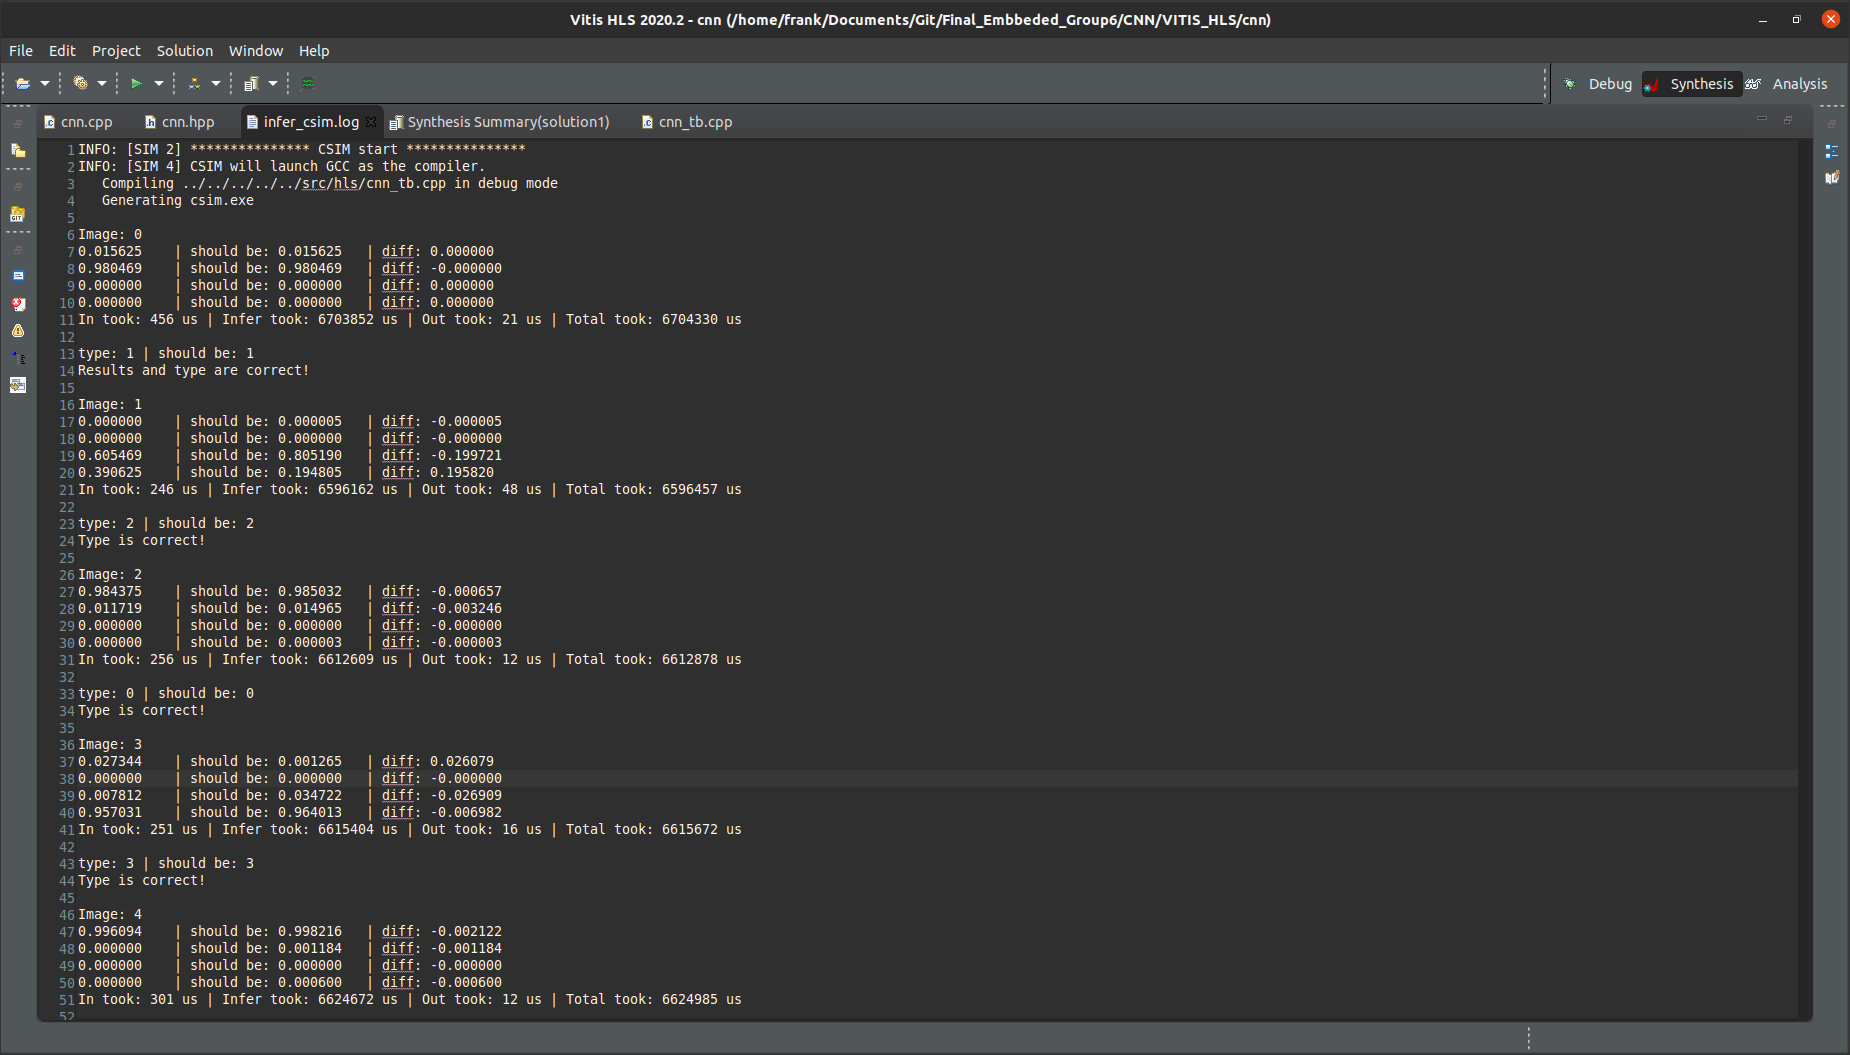 Vitis HLS 2020.2 - cnn (/home/frank/Documents/Git/Final_Embbeded_Group6/CNN/VITIS_HLS/cnn)
File Edit Project Solution Window Help
Debug Synthesis Analysis
cnn.cpp cnn.hpp infer_csim.log Synthesis Summary(solution1) cnn_tb.cpp
1 INFO: [SIM 2] *************** CSIM start ***************
2 INFO: [SIM 4] CSIM will launch GCC as the compiler.
3 Compiling ../../../../../src/hls/cnn_tb.cpp in debug mode
4 Generating csim.exe
5
6 Image: 0
7 0.015625 | should be: 0.015625 | diff: 0.000000
8 0.980469 | should be: 0.980469 | diff: -0.000000
9 0.000000 | should be: 0.000000 | diff: 0.000000
10 0.000000 | should be: 0.000000 | diff: 0.000000
11 In took: 456 us | Infer took: 6703852 us | Out took: 21 us | Total took: 6704330 us
12
13 type: 1 | should be: 1
14 Results and type are correct!
15
16 Image: 1
17 0.000000 | should be: 0.000005 | diff: -0.000005
18 0.000000 | should be: 0.000000 | diff: -0.000000
19 0.605469 | should be: 0.805190 | diff: -0.199721
20 0.390625 | should be: 0.194805 | diff: 0.195820
21 In took: 246 us | Infer took: 6596162 us | Out took: 48 us | Total took: 6596457 us
22
23 type: 2 | should be: 2
24 Type is correct!
25
26 Image: 2
27 0.984375 | should be: 0.985032 | diff: -0.000657
28 0.011719 | should be: 0.014965 | diff: -0.003246
29 0.000000 | should be: 0.000000 | diff: -0.000000
30 0.000000 | should be: 0.000003 | diff: -0.000003
31 In took: 256 us | Infer took: 6612609 us | Out took: 12 us | Total took: 6612878 us
32
33 type: 0 | should be: 0
34 Type is correct!
35
36 Image: 3
37 0.027344 | should be: 0.001265 | diff: 0.026079
38 0.000000 | should be: 0.000000 | diff: -0.000000
39 0.007812 | should be: 0.034722 | diff: -0.026909
40 0.957031 | should be: 0.964013 | diff: -0.006982
41 In took: 251 us | Infer took: 6615404 us | Out took: 16 us | Total took: 6615672 us
42
43 type: 3 | should be: 3
44 Type is correct!
45
46 Image: 4
47 0.996094 | should be: 0.998216 | diff: -0.002122
48 0.000000 | should be: 0.001184 | diff: -0.001184
49 0.000000 | should be: 0.000000 | diff: -0.000000
50 0.000000 | should be: 0.000600 | diff: -0.000600
51 In took: 301 us | Infer took: 6624672 us | Out took: 12 us | Total took: 6624985 us
52